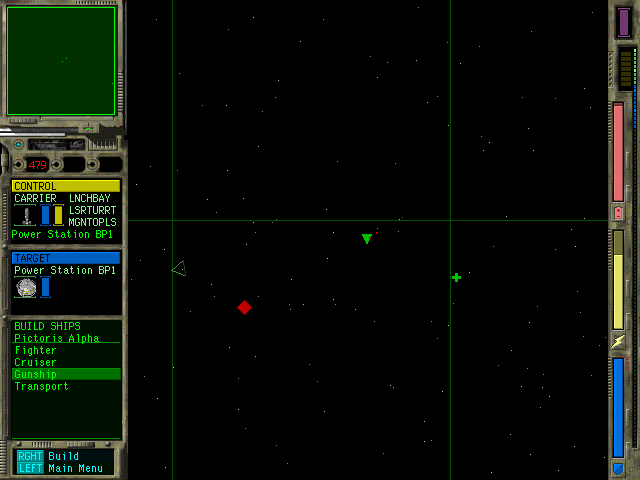 479
CONTROL
CARRIER LNCHBAY
LSRTURRT
MGNTOPLS
Power Station BP1
TARGET
Power Station BP1
BUILD SHIPS
Pictoris Alpha
Fighter
Cruiser
Gunship
Transport
RGHT Build
LEFT Main Menu